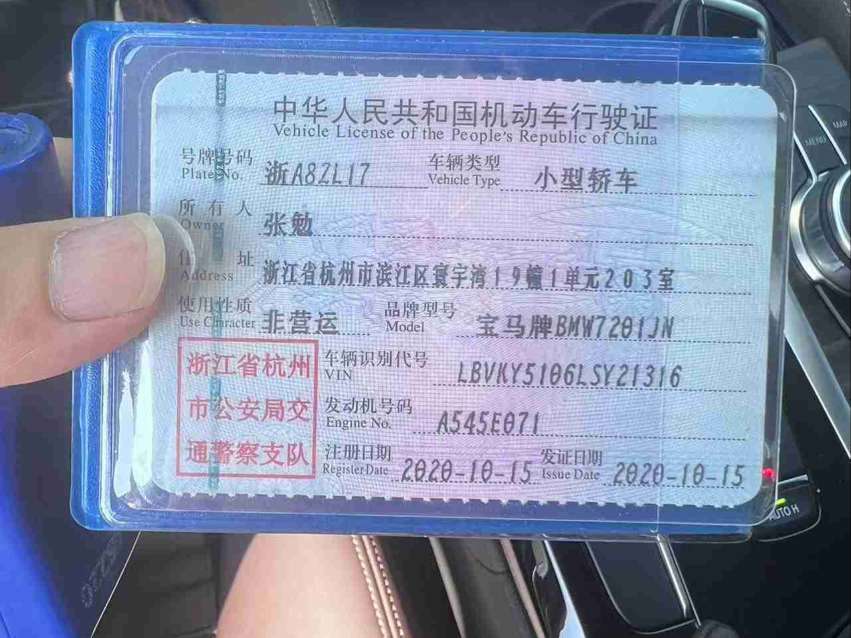 中华人民共和国机动车行驶证
Vehicle License of the People's Republic of China
号牌号码 浙A8ZL17 车辆类型 小型轿车
Plate No. Vehicle Type
所有人 张勉
Owner
住址 浙江省杭州市滨江区寰宇湾19幢1单元203室
Address
使用性质 非营运 品牌型号 宝马牌BMW7201JN
Use Character Model
浙江省杭州
市公安局交
通警察支队
车辆识别代号 LBVKY5106LSY21316
VIN
发动机号码 A545E071
Engine No.
注册日期 2020-10-15 发证日期 2020-10-15
Register Date Issue Date
MENU
MAP
AUTO H